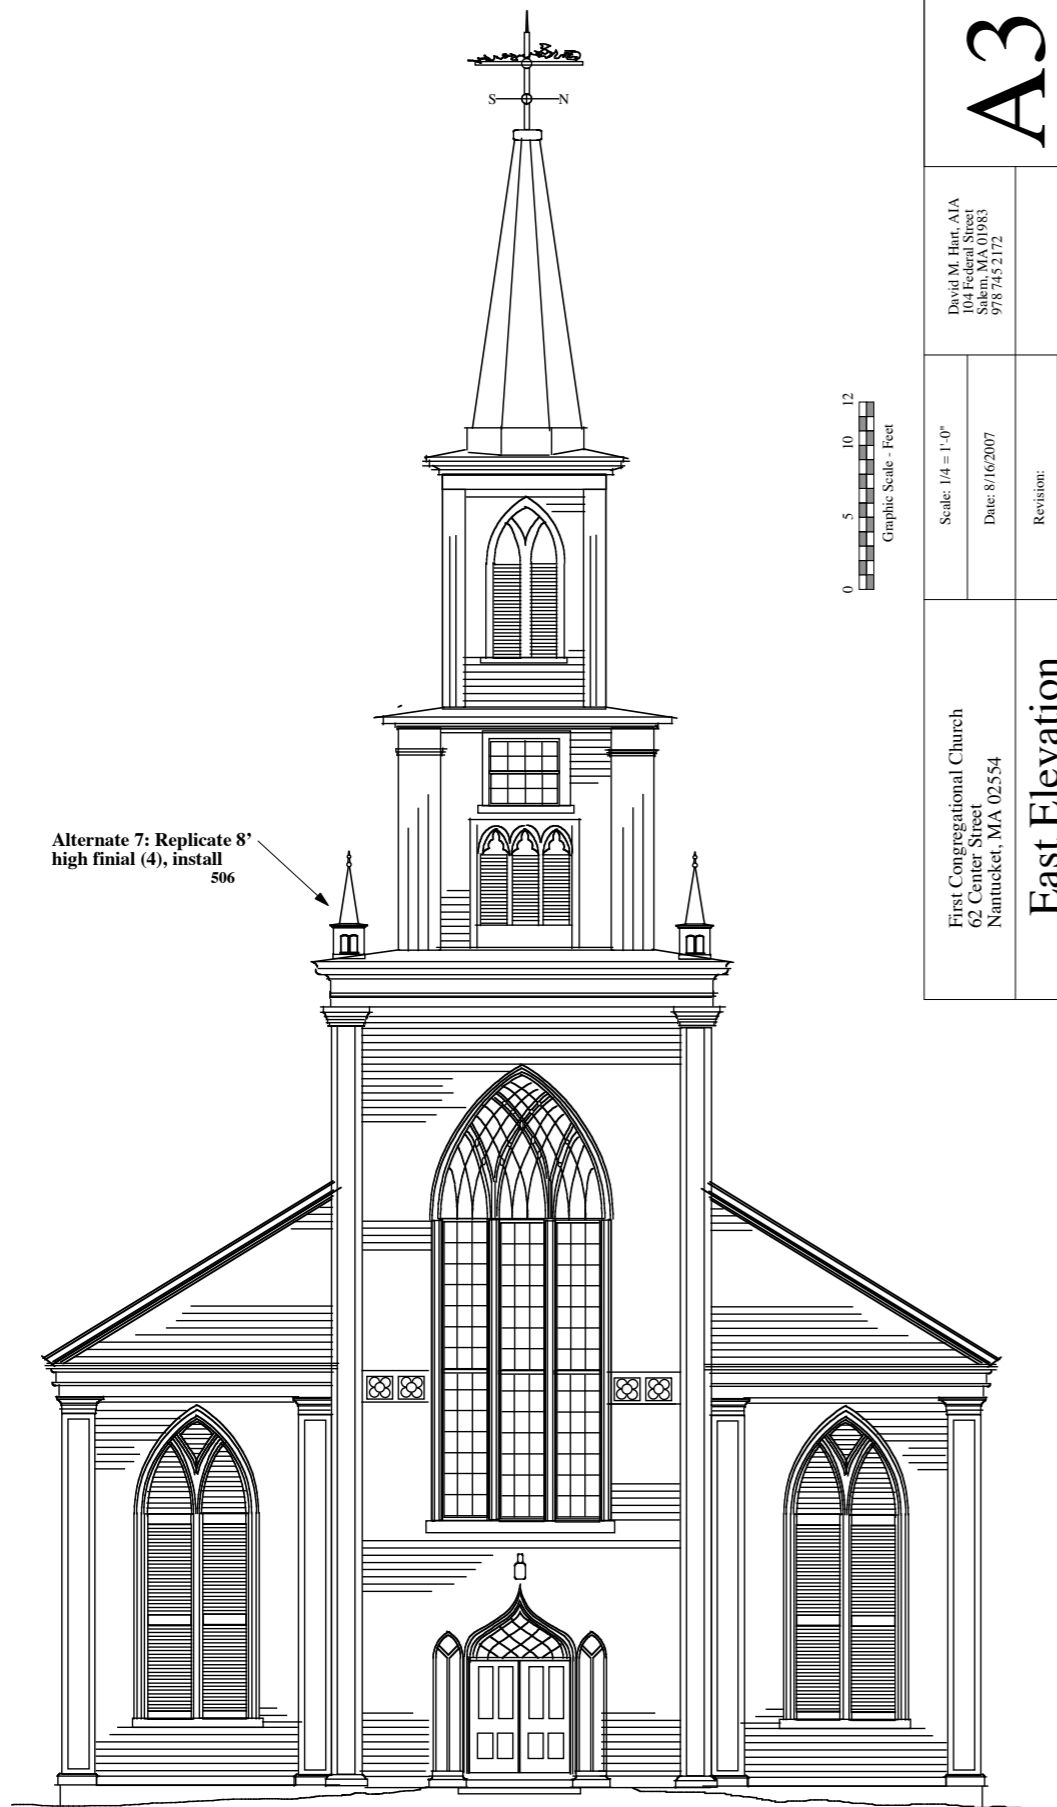 S N
Alternate 7: Replicate 8’
high finial (4), install
506
0 5 10 12
Graphic Scale - Feet
A3
David M. Hart, AIA
104 Federal Street
Salem, MA 01983
978 745 2172
Scale: 1/4 = 1'-0"
Date: 8/16/2007
Revision:
First Congregational Church
62 Center Street
Nantucket, MA 02554
East Elevation